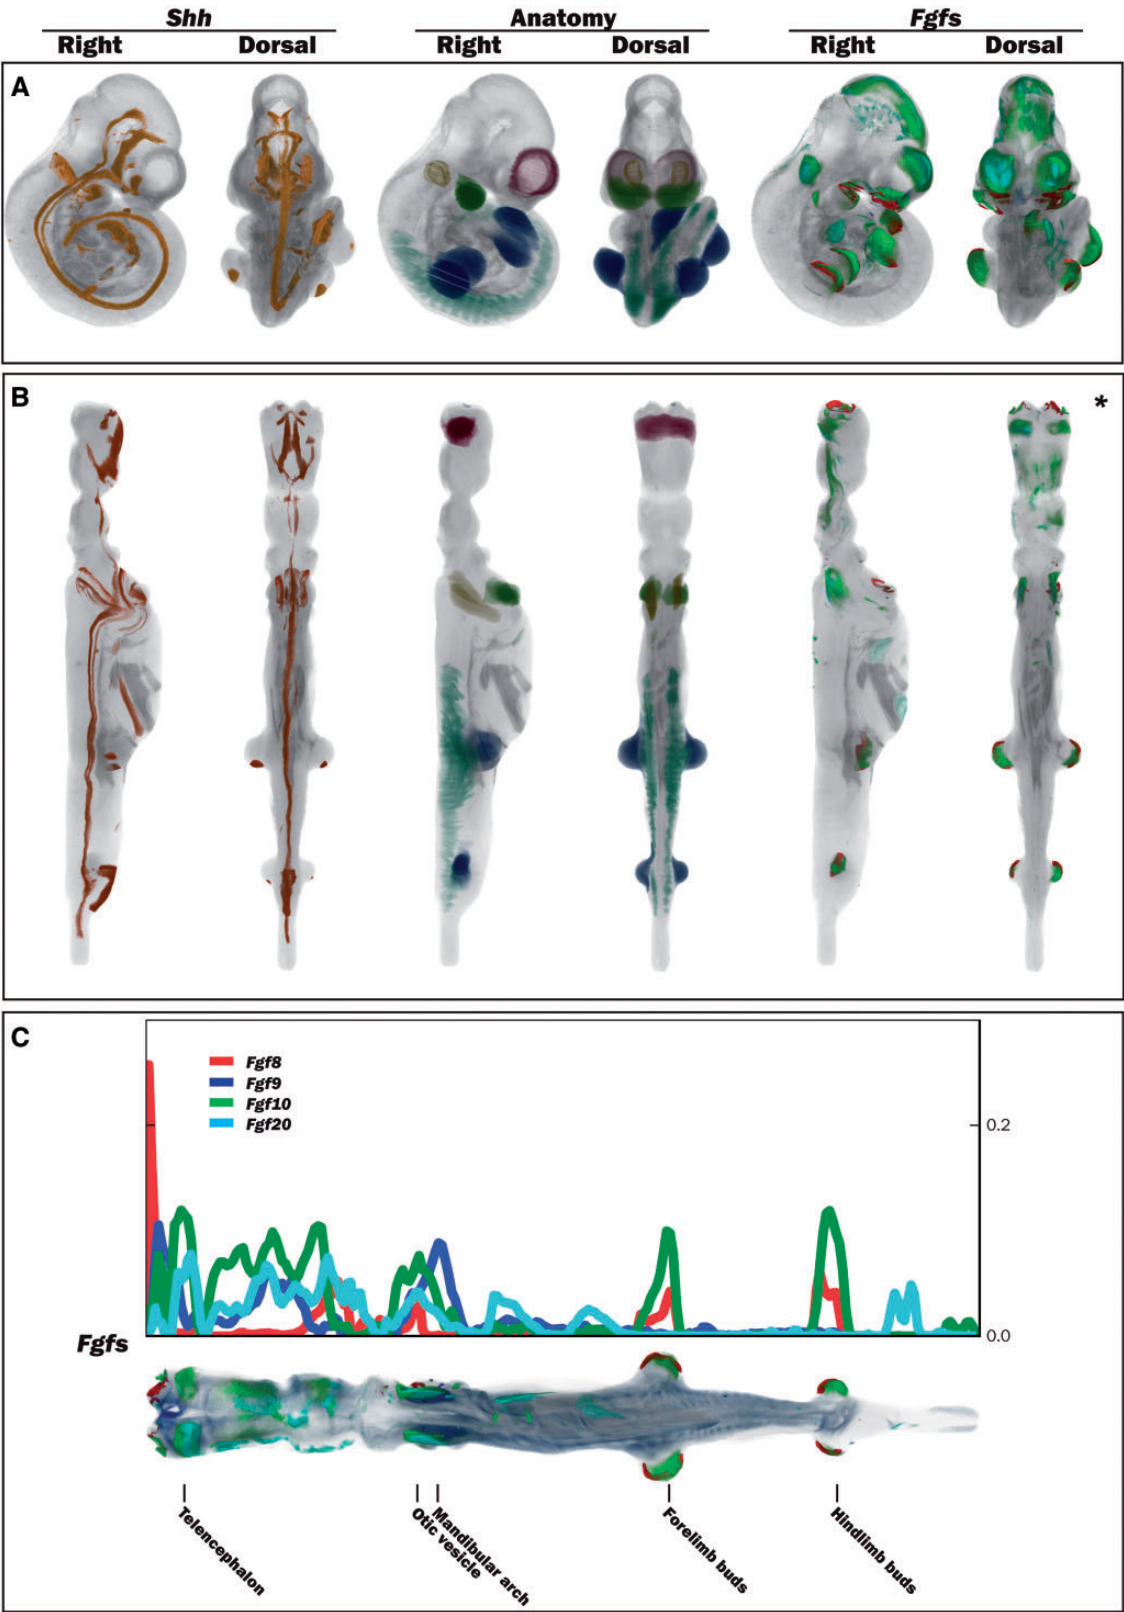 Shh Anatomy Fgfs
Right Dorsal Right Dorsal Right Dorsal
A
B
*
C
Fgf8
Fgf9
Fgf10
Fgf20
0.2
0.0
Fgfs
Telencephalon
Otic vesicle
Mandibular arch
Forelimb buds
Hindlimb buds